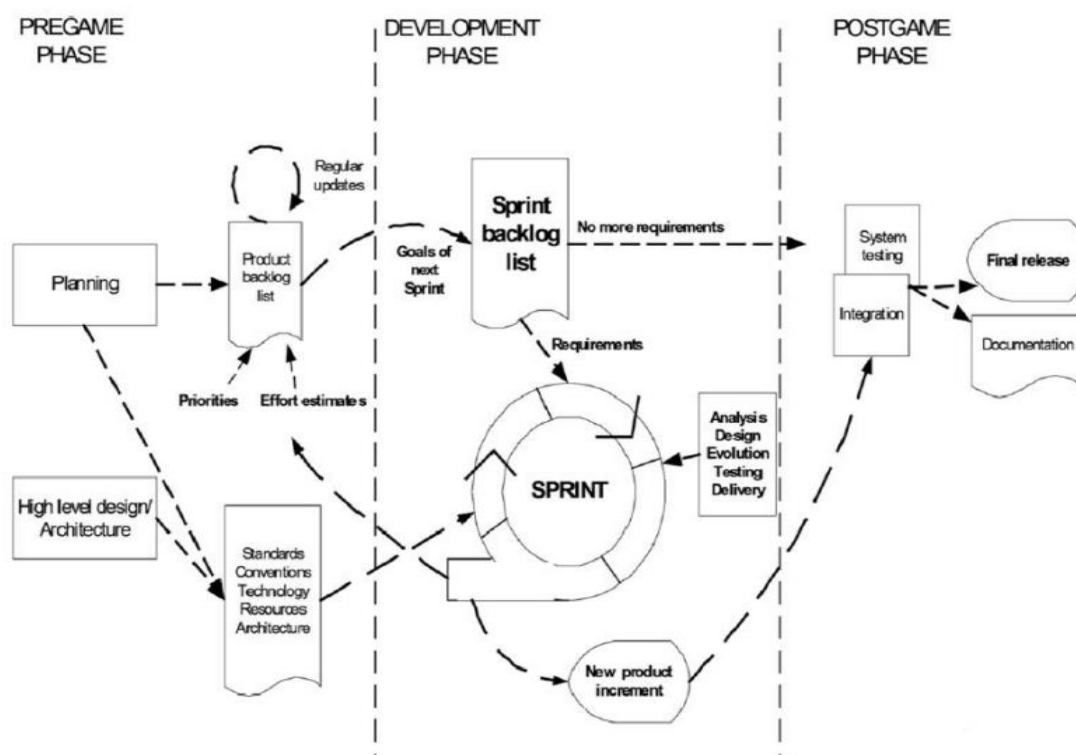 PREGAME
PHASE
DEVELOPMENT
PHASE
POSTGAME
PHASE
Regular
updates
Planning
Product
backlog
list
Priorities
Effort estimates
High level design/
Architecture
Standards
Conventions
Technology
Resources
Architecture
Goals of
next
Sprint
Sprint
backlog
list
No more requirements
Requirements
SPRINT
Analysis
Design
Evolution
Testing
Delivery
New product
increment
System
testing
Integration
Final release
Documentation